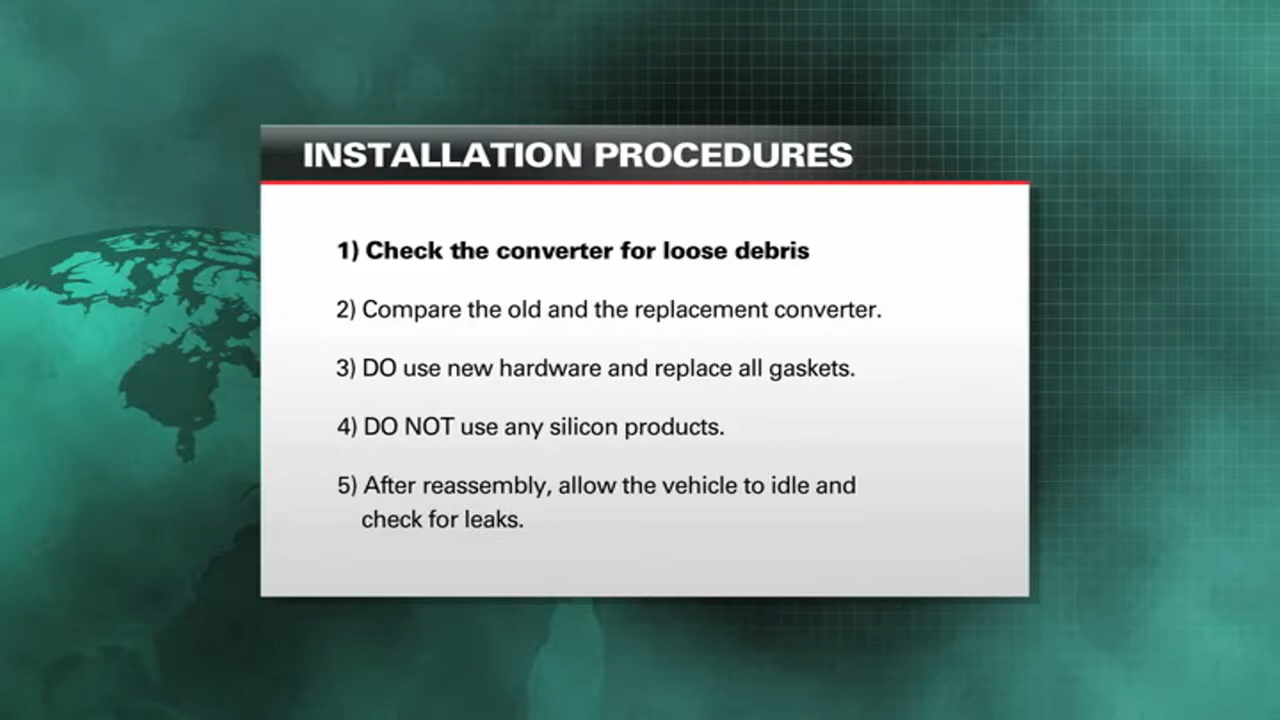 INSTALLATION PROCEDURES
1) Check the converter for loose debris
2) Compare the old and the replacement converter.
3) DO use new hardware and replace all gaskets.
4) DO NOT use any silicon products.
5) After reassembly, allow the vehicle to idle and
check for leaks.